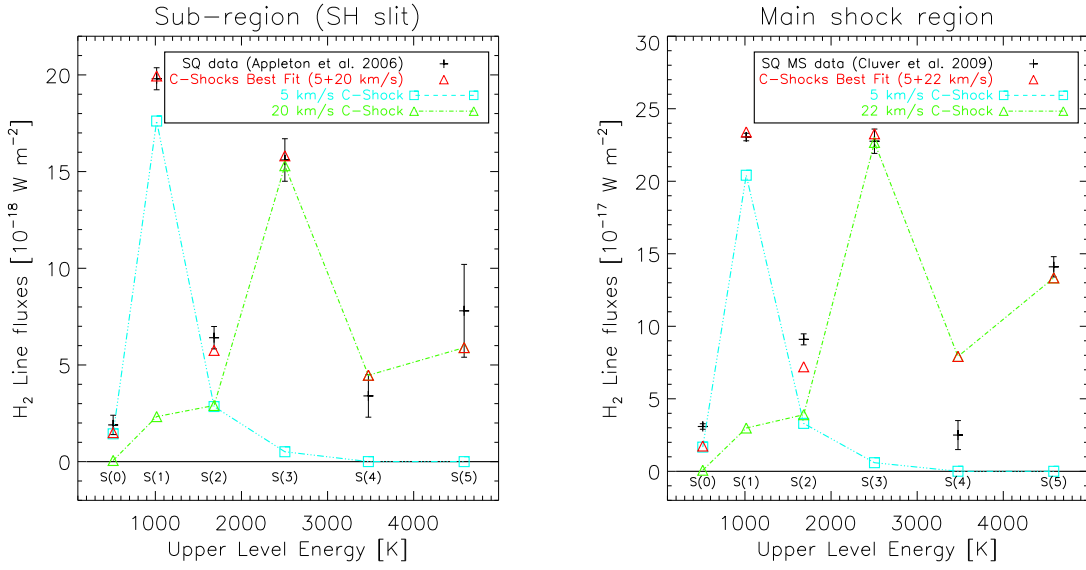 Sub-region (SH slit)
SQ data (Appleton et al. 2006)
C-Shocks Best Fit (5+20 km/s)
5 km/s C-Shock
20 km/s C-Shock
H₂ Line fluxes [10⁻¹⁸ W m⁻²]
20
15
10
5
0
S(0) S(1) S(2) S(3) S(4) S(5)
1000 2000 3000 4000
Upper Level Energy [K]
Main shock region
SQ MS data (Cluver et al. 2009)
C-Shocks Best Fit (5+22 km/s)
5 km/s C-Shock
22 km/s C-Shock
H₂ Line fluxes [10⁻¹⁷ W m⁻²]
30
25
20
15
10
5
0
S(0) S(1) S(2) S(3) S(4) S(5)
1000 2000 3000 4000
Upper Level Energy [K]